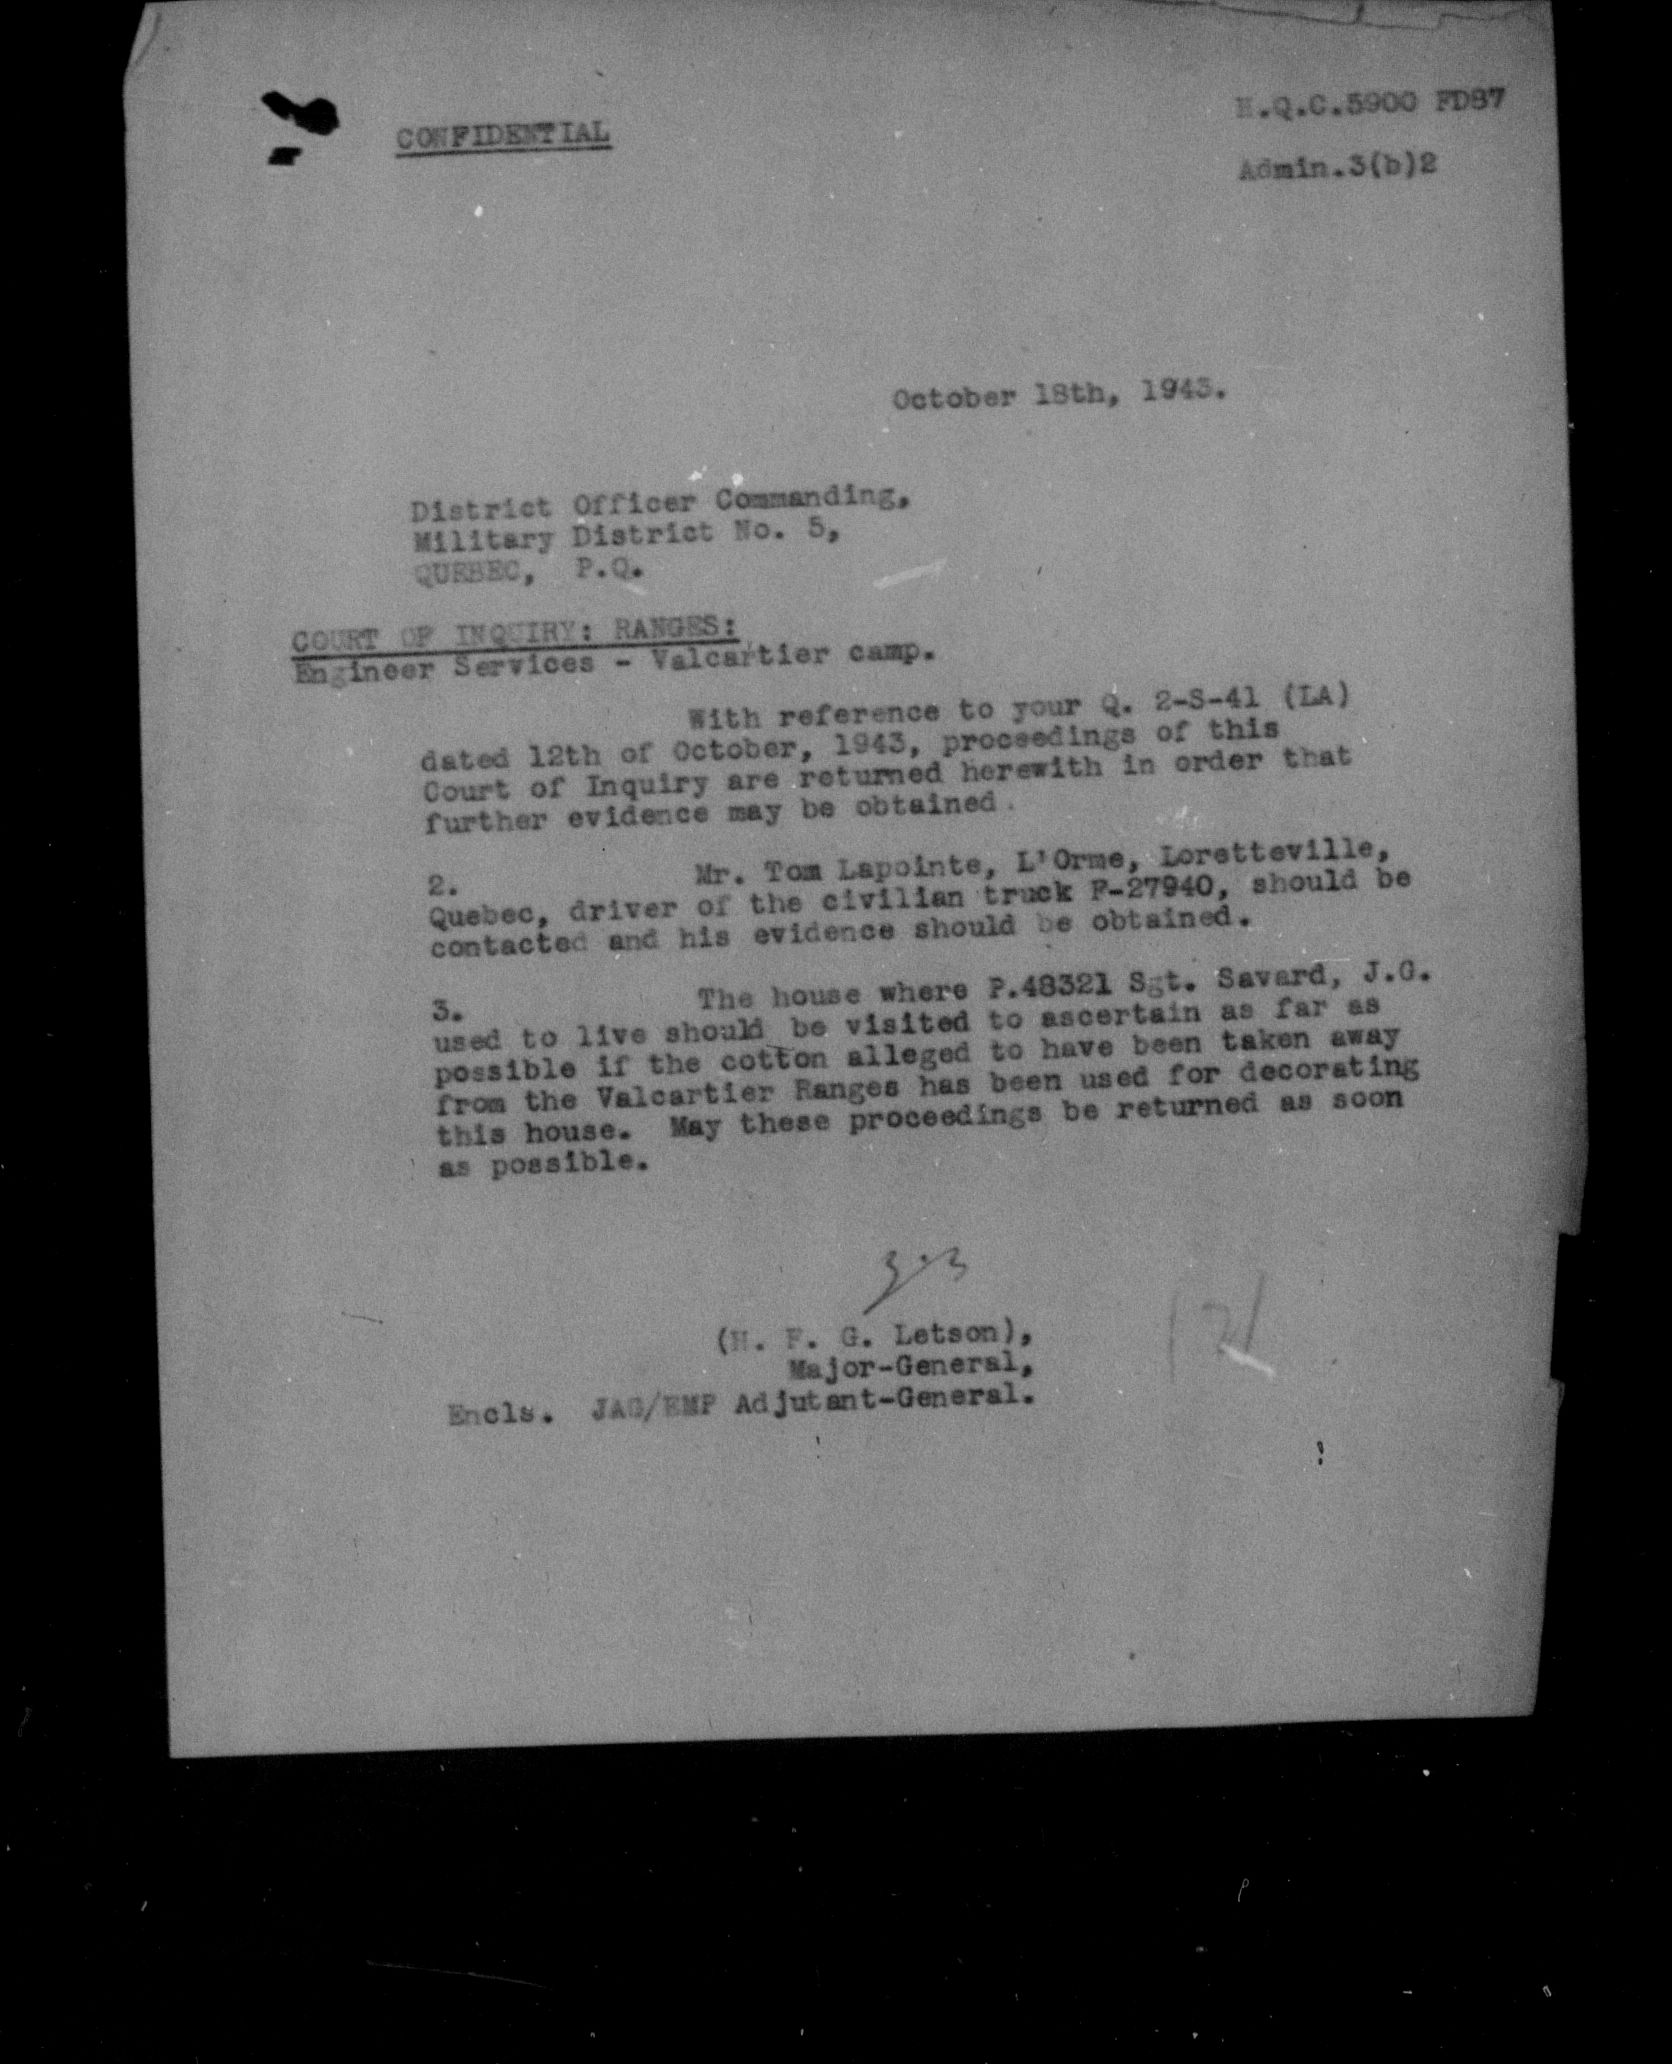 H.Q.C.5900 FD87
CONFIDENTIAL
Admin.3(b)2
October 18th, 1943.
District Officer Commanding,
Military District No. 5,
QUEBEC, P.Q.
COURT OF INQUIRY: RANGES:
Engineer Services - Valcartier camp.
With reference to your Q. 2-S-41 (LA)
dated 12th of October, 1943, proceedings of this
Court of Inquiry are returned herewith in order that
further evidence may be obtained.
2. Mr. Tom Lapointe, L'Orme, Loretteville,
Quebec, driver of the civilian truck F-27940, should be
contacted and his evidence should be obtained.
3. The house where P.48321 Sgt. Savard, J.G.
used to live should be visited to ascertain as far as
possible if the cotton alleged to have been taken away
from the Valcartier Ranges has been used for decorating
this house. May these proceedings be returned as soon
as possible.
(H. F. G. Letson),
Major-General,
Encls. JAG/EMP Adjutant-General.